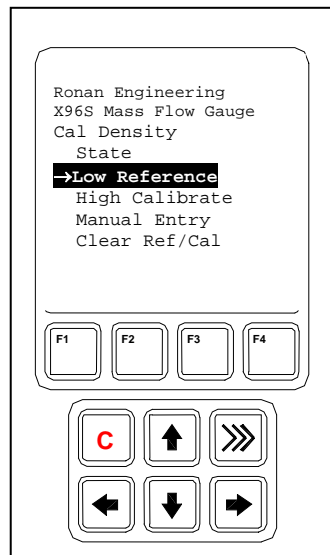 Ronan Engineering
X96S Mass Flow Gauge
Cal Density
State
→Low Reference
High Calibrate
Manual Entry
Clear Ref/Cal
F1 F2 F3 F4
C